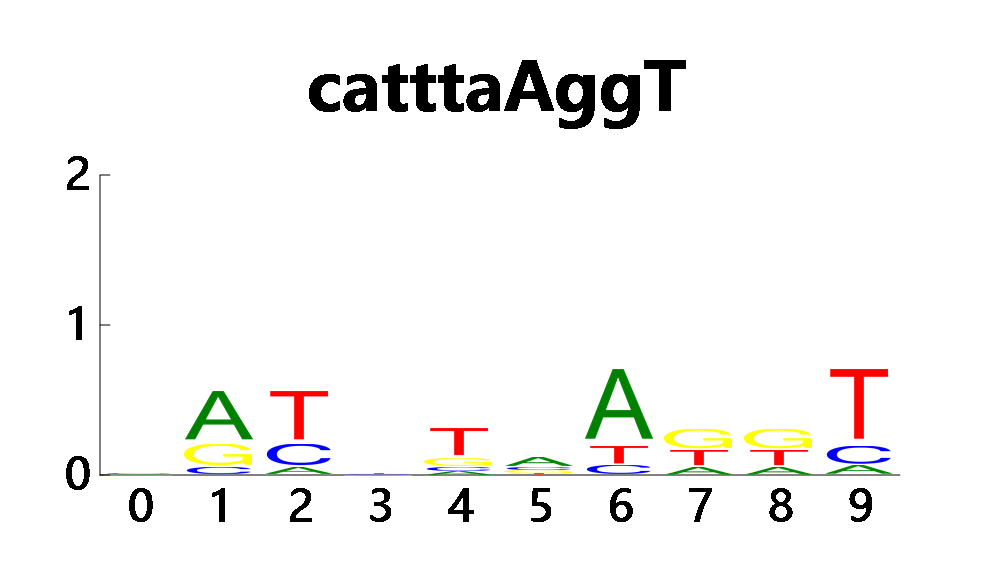 catttaAggT
2
1
0
A T T A A G G T
G C G G T T T C
C A C C C A A A
0 1 2 3 4 5 6 7 8 9